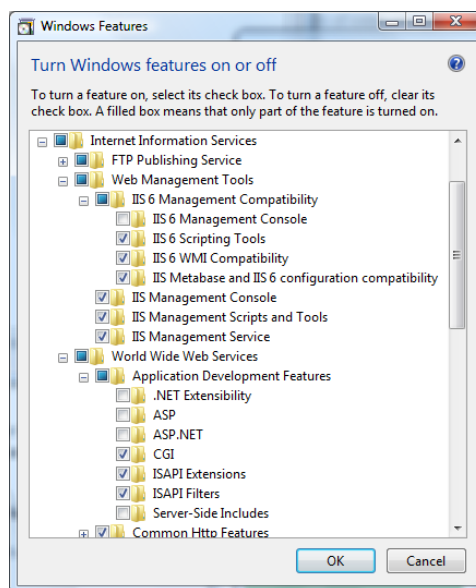 Windows Features
Turn Windows features on or off
To turn a feature on, select its check box. To turn a feature off, clear its
check box. A filled box means that only part of the feature is turned on.
Internet Information Services
FTP Publishing Service
Web Management Tools
IIS 6 Management Compatibility
IIS 6 Management Console
IIS 6 Scripting Tools
IIS 6 WMI Compatibility
IIS Metabase and IIS 6 configuration compatibility
IIS Management Console
IIS Management Scripts and Tools
IIS Management Service
World Wide Web Services
Application Development Features
.NET Extensibility
ASP
ASP.NET
CGI
ISAPI Extensions
ISAPI Filters
Server-Side Includes
Common Http Features
OK Cancel